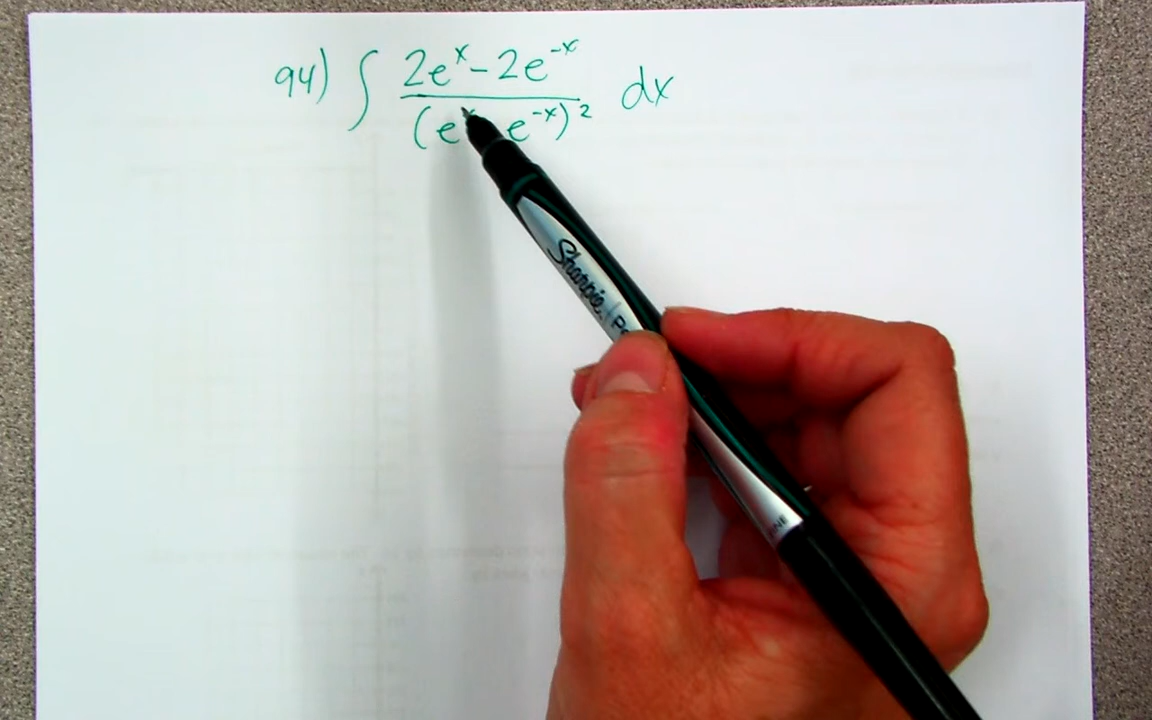 94) ∫ 2eˣ - 2e⁻ˣ dx
(e e⁻ˣ)²
Sharpie